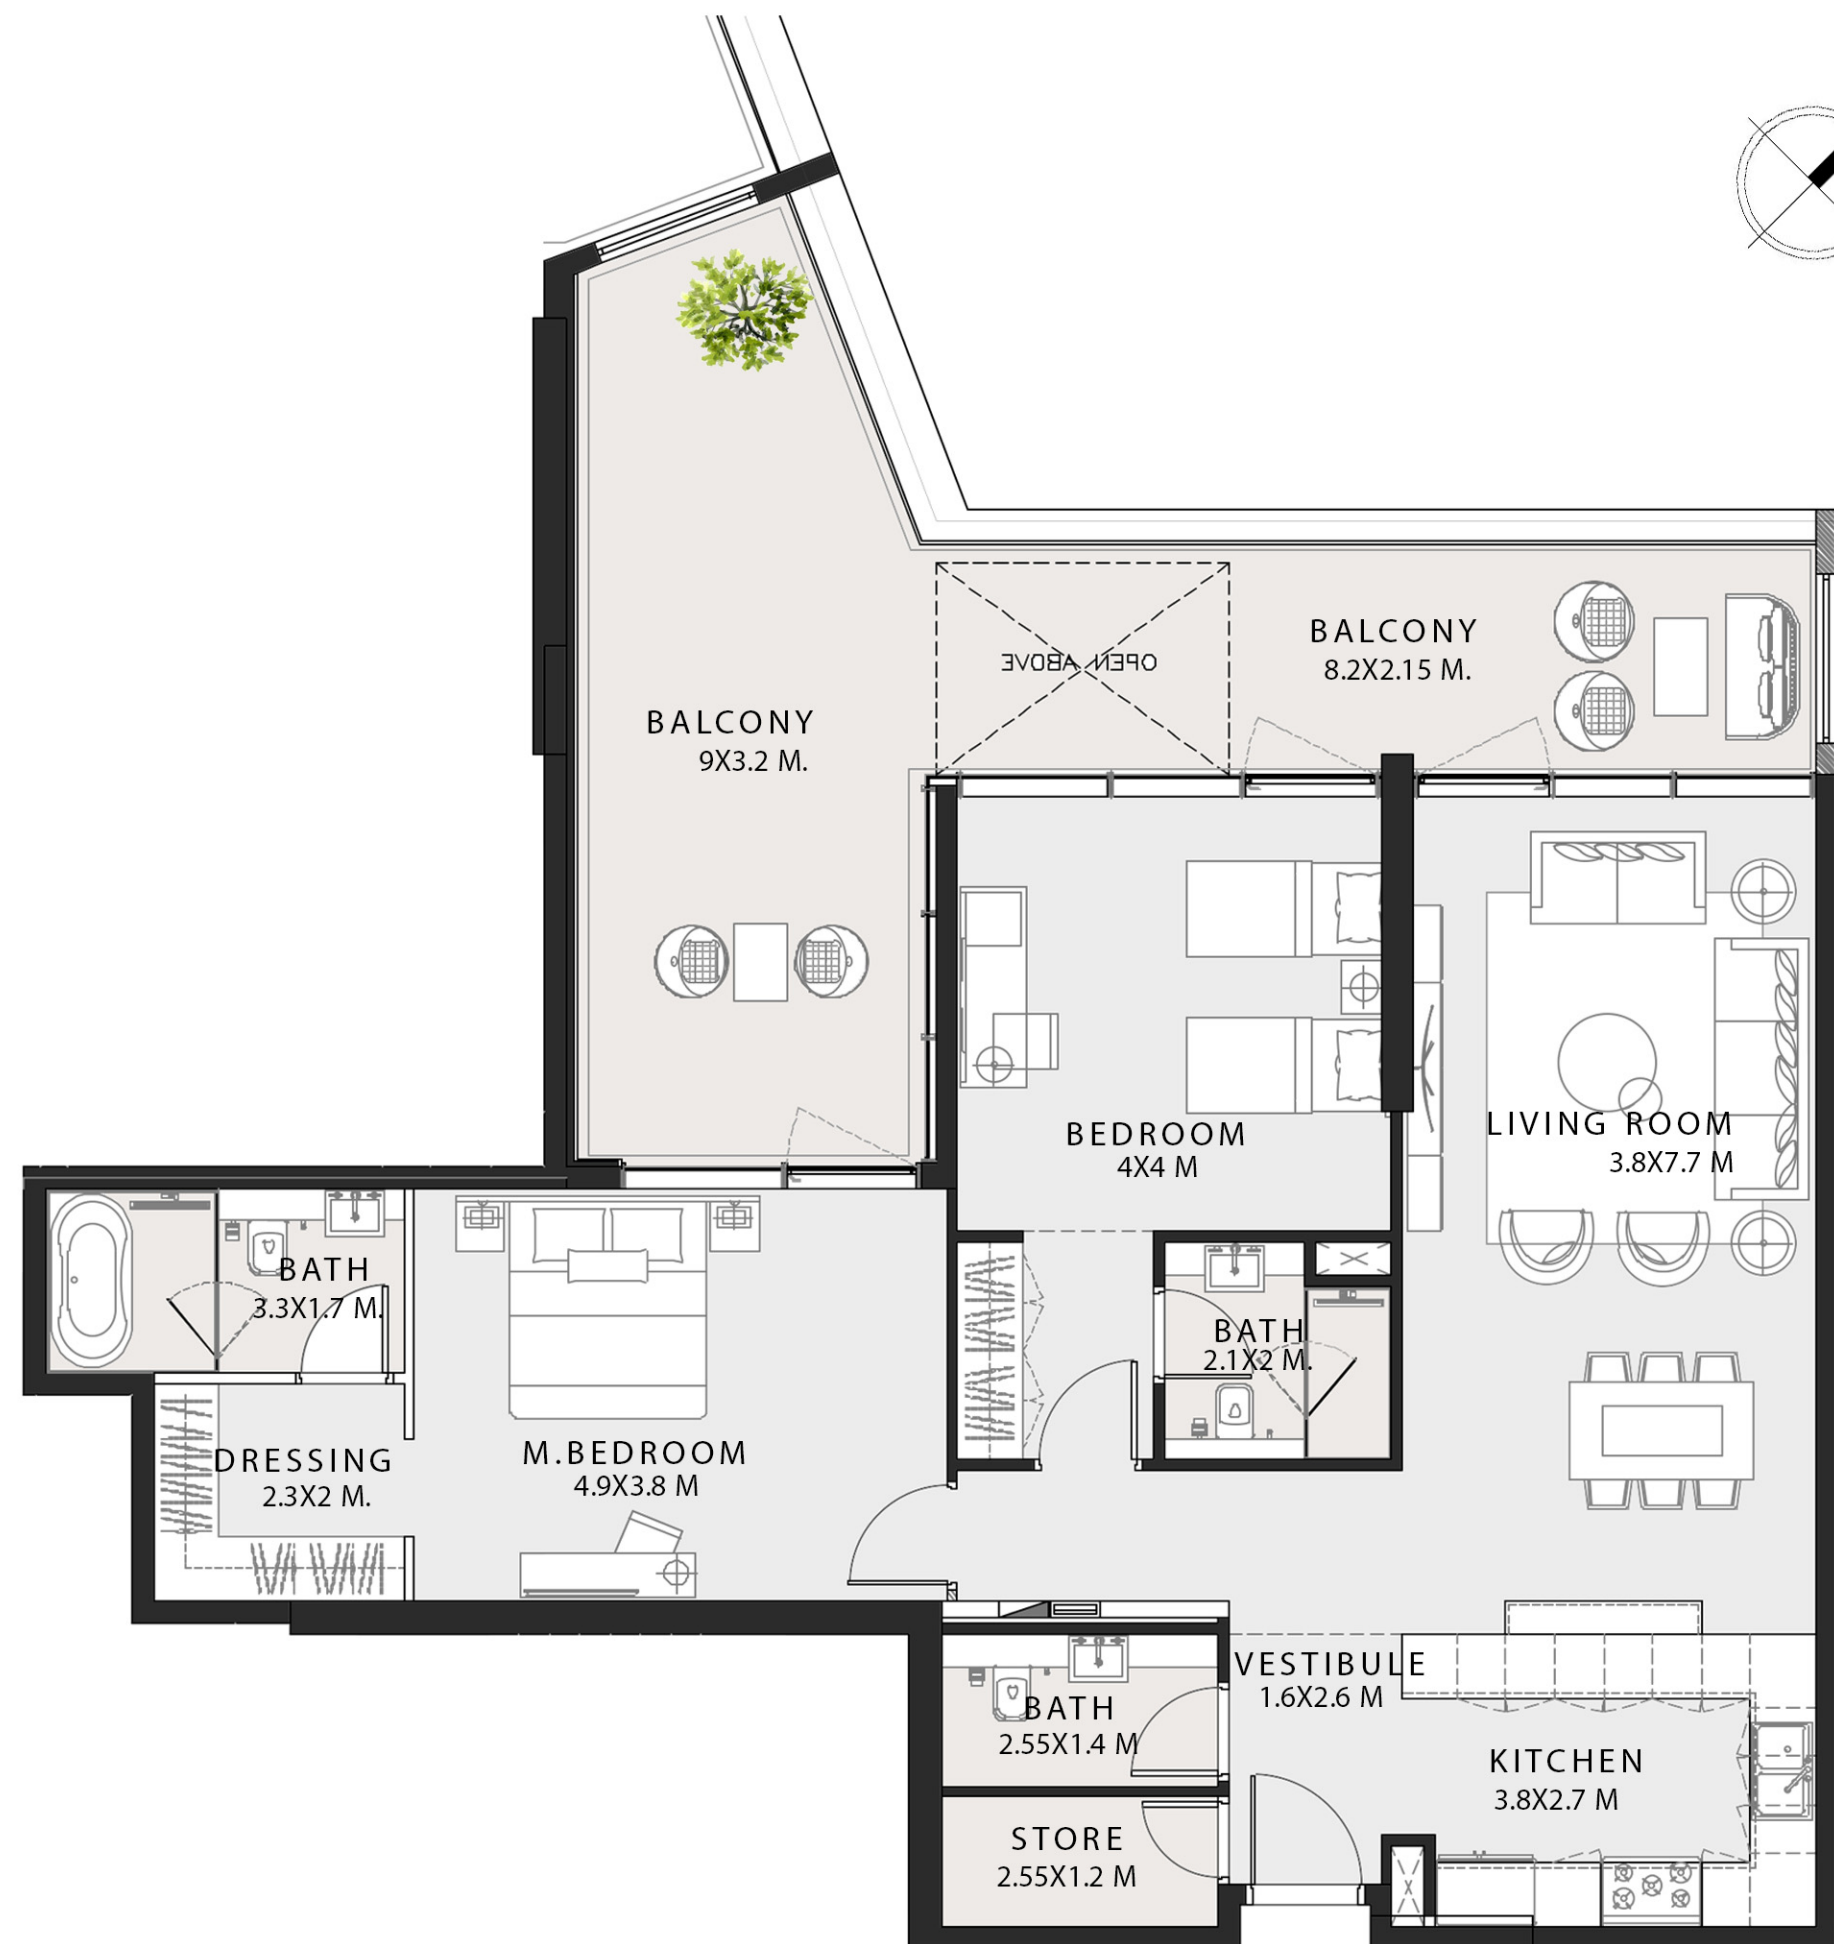 OPEN ABOVE
BALCONY
8.2X2.15 M.
BALCONY
9X3.2 M.
BEDROOM
4X4 M
LIVING ROOM
3.8X7.7 M
BATH
3.3X1.7 M.
BATH
2.1X2 M.
DRESSING
2.3X2 M.
M.BEDROOM
4.9X3.8 M
VESTIBULE
1.6X2.6 M
BATH
2.55X1.4 M
KITCHEN
3.8X2.7 M
STORE
2.55X1.2 M